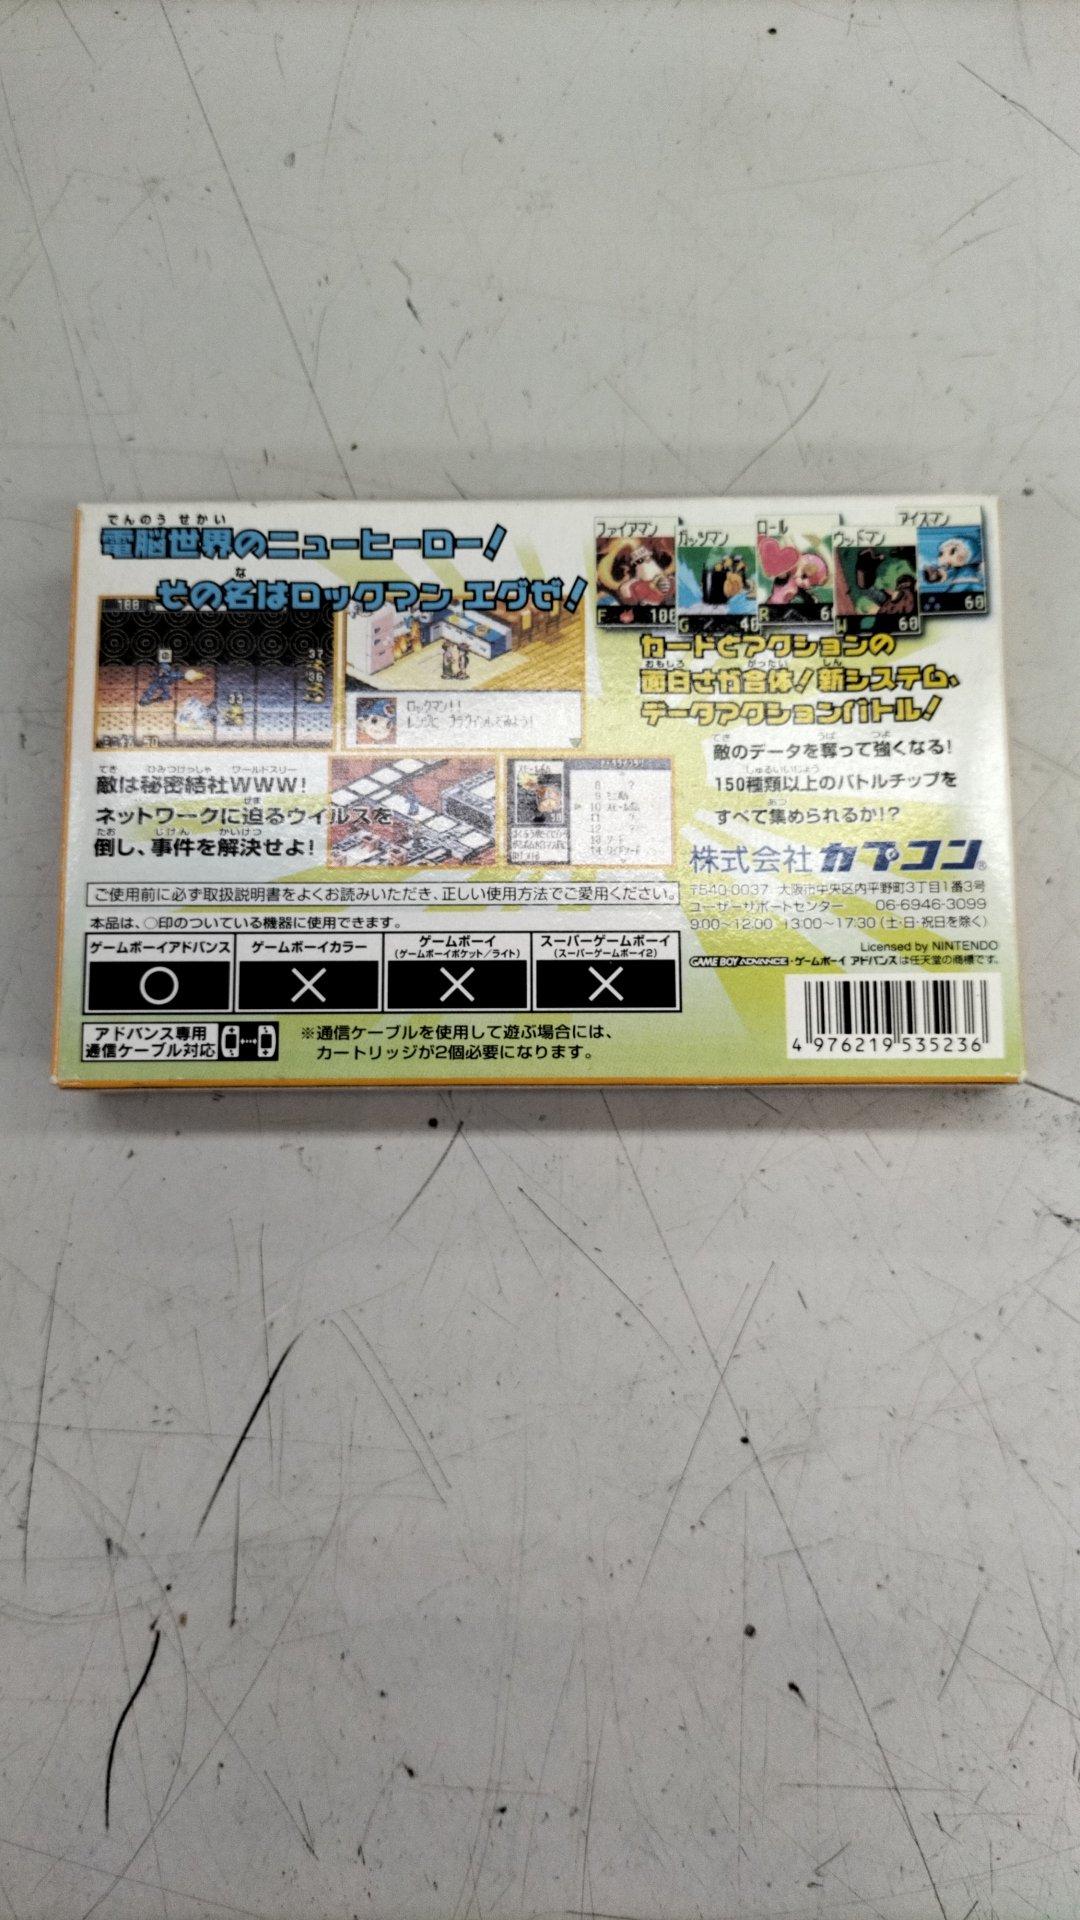 でんのう せかい
電脳世界のニューヒーロー!
な
その名はロックマン エグゼ!
ファイアマン
ガッツマン
ロール
ウッドマン
アイスマン
F 100
G 40
R 6
W 60
60
100
37
36
33
ロックマン!!
カードとアクションの
おもしろ がったい しん
面白さが合体!新システム、
データアクションバトル!
てき うば つよ
敵のデータを奪って強くなる!
しゅるいいじょう
150種類以上のバトルチップを
あつ
すべて集められるか!?
てき ひみつけっしゃ ワールドスリー
敵は秘密結社WWW!
せま
ネットワークに迫るウイルスを
たお じけん かいけつ
倒し、事件を解決せよ!
株式会社 カプコン®
〒540-0037 大阪市中央区内平野町3丁目1番3号
ユーザーサポートセンター 06-6946-3099
9:00~12:00 13:00~17:30(土・日・祝日を除く)
ご使用前に必ず取扱説明書をよくお読みいただき、正しい使用方法でご愛用ください。
本品は、○印のついている機器に使用できます。
ゲームボーイアドバンス
ゲームボーイカラー
ゲームボーイ
(ゲームボーイポケット/ライト)
スーパーゲームボーイ
(スーパーゲームボーイ2)
○ × × ×
Licensed by NINTENDO
GAME BOY ADVANCE・ゲームボーイ アドバンスは任天堂の商標です。
アドバンス専用
通信ケーブル対応
※通信ケーブルを使用して遊ぶ場合には、
カートリッジが2個必要になります。
4 976219 535236